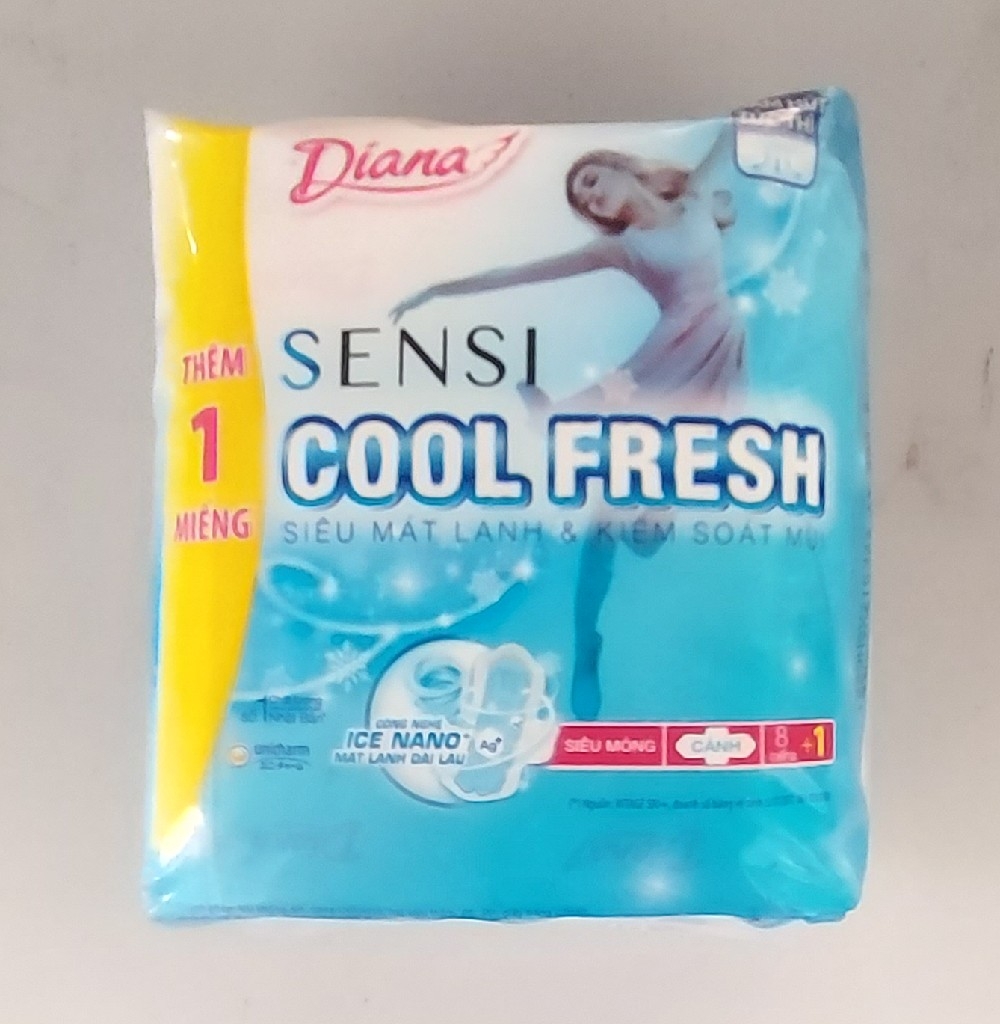 Diana
SENSI
COOL FRESH
SIÊU MÁT LẠNH & KIỂM SOÁT MÙI
THÊM
1
MIẾNG
CÔNG NGHỆ
ICE NANO+
MÁT LẠNH DÀI LÂU
Ag+
unicharm
SIÊU MỎNG
CÁNH
8 +1